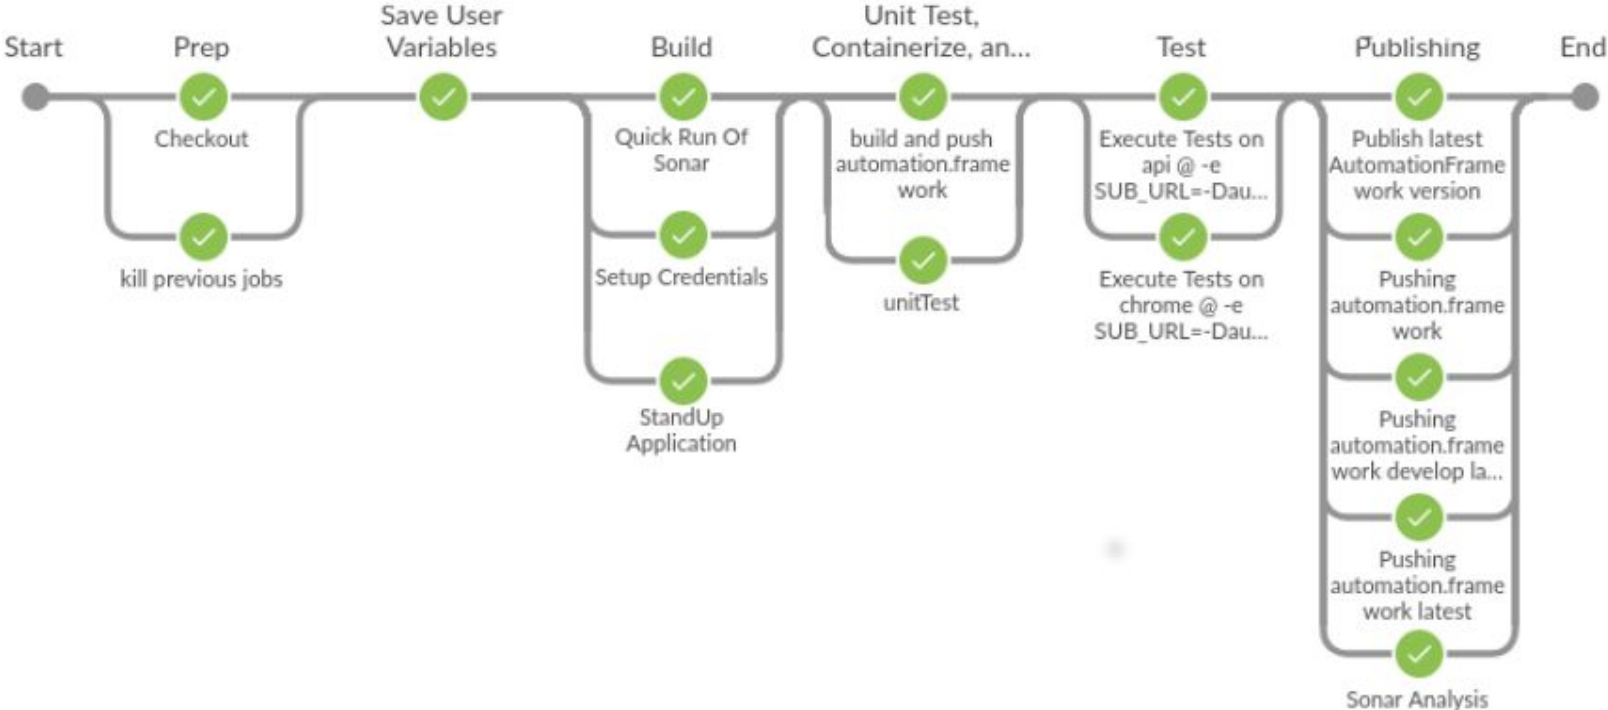 Start
Prep
Save User
Variables
Build
Unit Test,
Containerize, an...
Test
Publishing
End
Checkout
kill previous jobs
Quick Run Of
Sonar
Setup Credentials
StandUp
Application
build and push
automation.frame
work
unitTest
Execute Tests on
api @ -e
SUB_URL=-Dau...
Execute Tests on
chrome @ -e
SUB_URL=-Dau...
Publish latest
AutomationFrame
work version
Pushing
automation.frame
work
Pushing
automation.frame
work develop la...
Pushing
automation.frame
work latest
Sonar Analysis